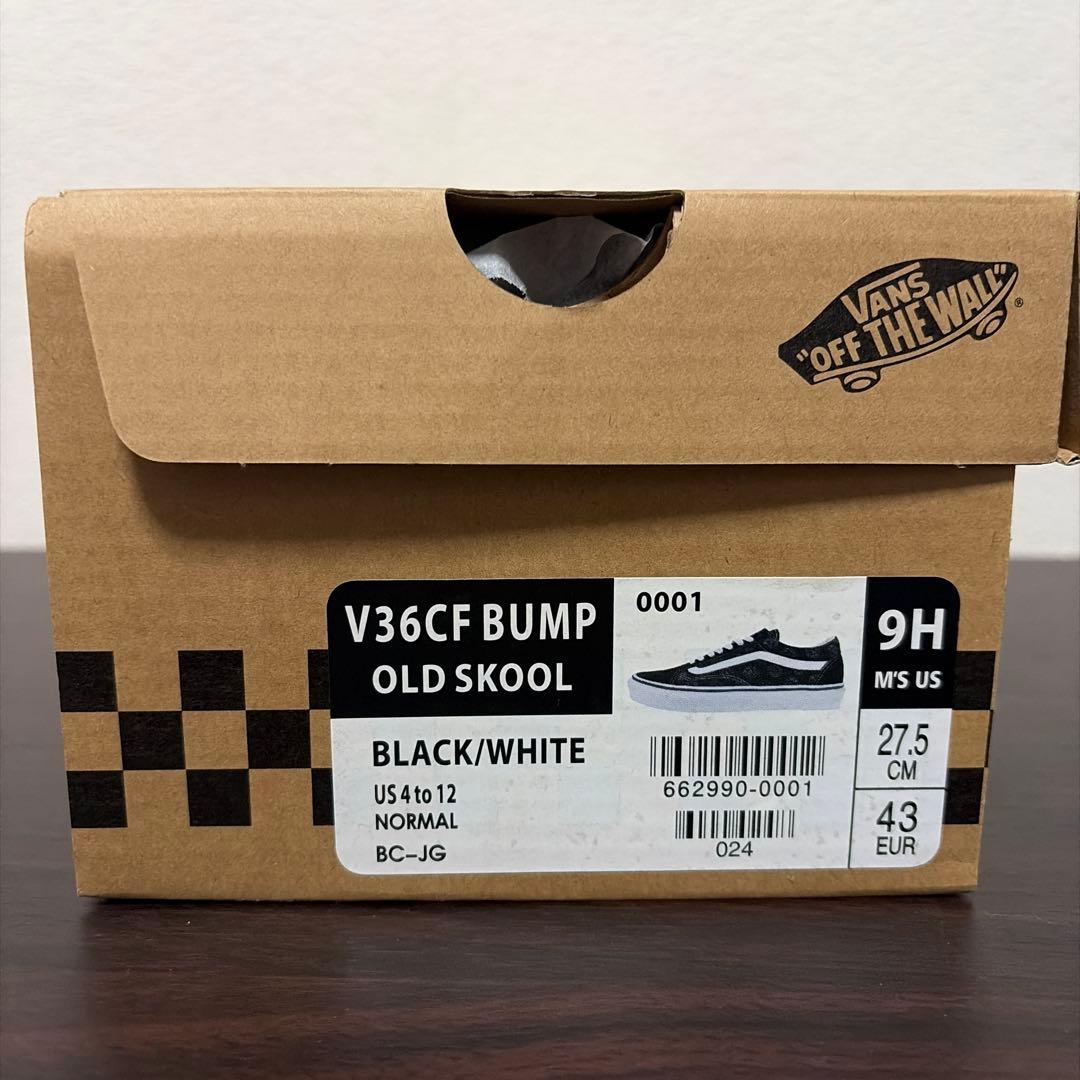 VANS
"OFF THE WALL"
®
V36CF BUMP
OLD SKOOL
0001
9H
M'S US
BLACK/WHITE
US 4 to 12
NORMAL
BC-JG
662990-0001
024
27.5
CM
43
EUR